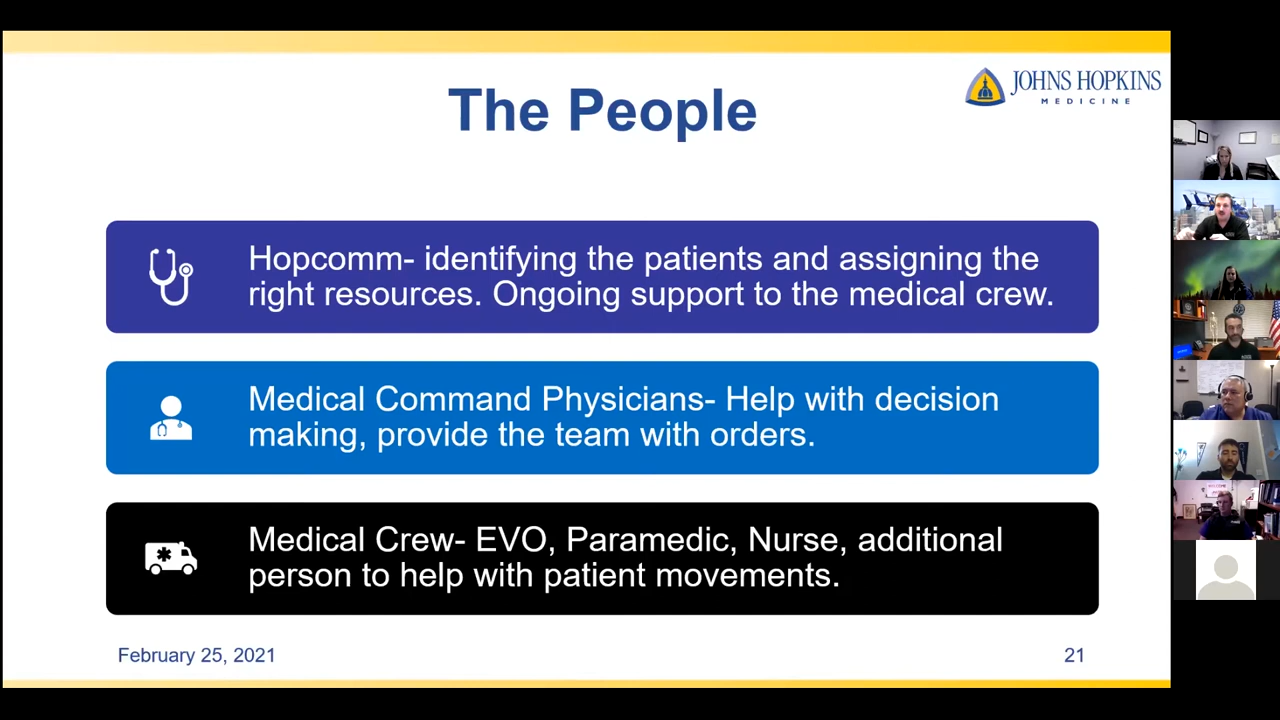 The People
JOHNS HOPKINS
MEDICINE
Hopcomm- identifying the patients and assigning the
right resources. Ongoing support to the medical crew.
Medical Command Physicians- Help with decision
making, provide the team with orders.
Medical Crew- EVO, Paramedic, Nurse, additional
person to help with patient movements.
February 25, 2021
21